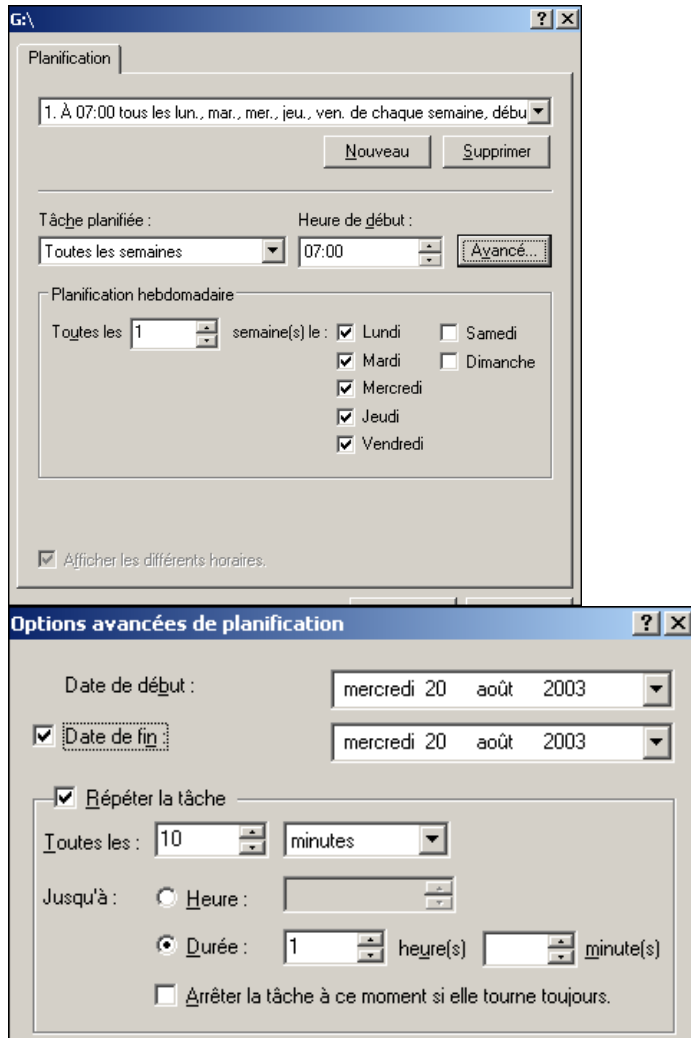 G:\
Planification
1. À 07:00 tous les lun., mar., mer., jeu., ven. de chaque semaine, débu
Nouveau Supprimer
Tâche planifiée : Heure de début :
Toutes les semaines 07:00 Avancé...
Planification hebdomadaire
Toutes les 1 semaine(s) le : Lundi Samedi
Mardi Dimanche
Mercredi
Jeudi
Vendredi
Afficher les différents horaires.
Options avancées de planification
Date de début : mercredi 20 août 2003
Date de fin : mercredi 20 août 2003
Répéter la tâche
Toutes les : 10 minutes
Jusqu'à : Heure :
Durée : 1 heure(s) minute(s)
Arrêter la tâche à ce moment si elle tourne toujours.